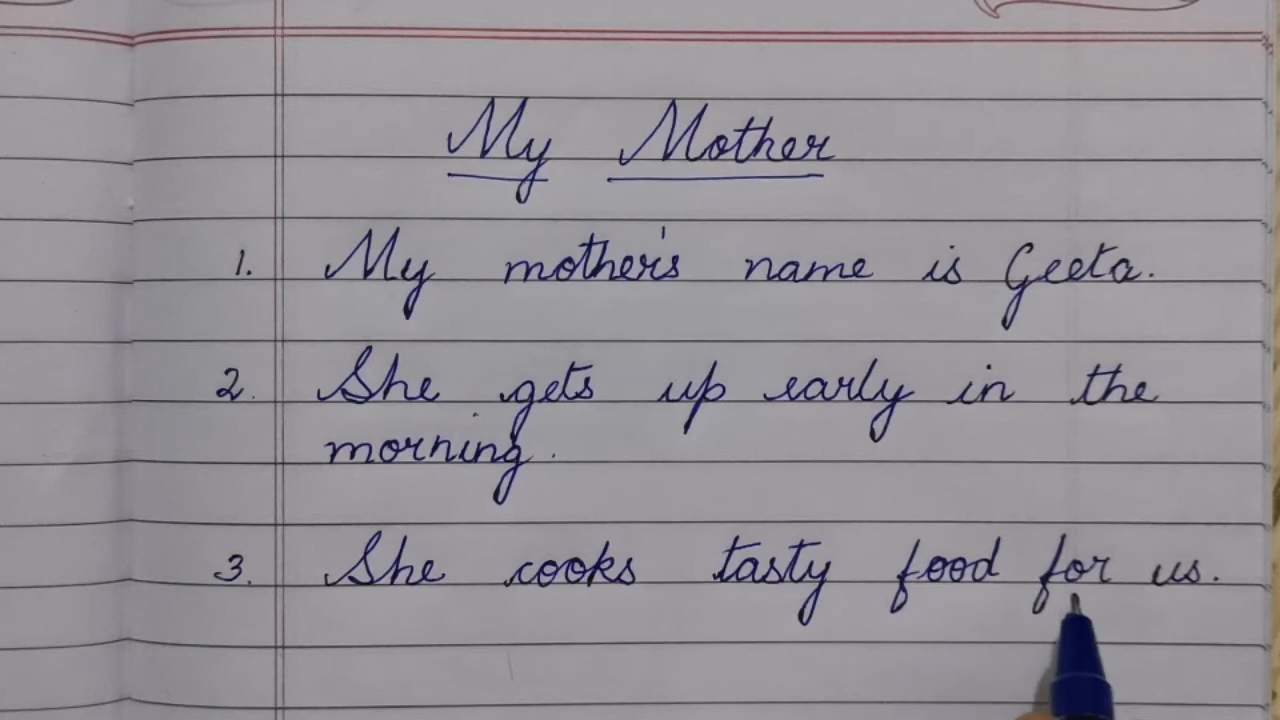 My Mother
1. My mother's name is Geeta.
2. She gets up early in the
morning.
3. She cooks tasty food for us.